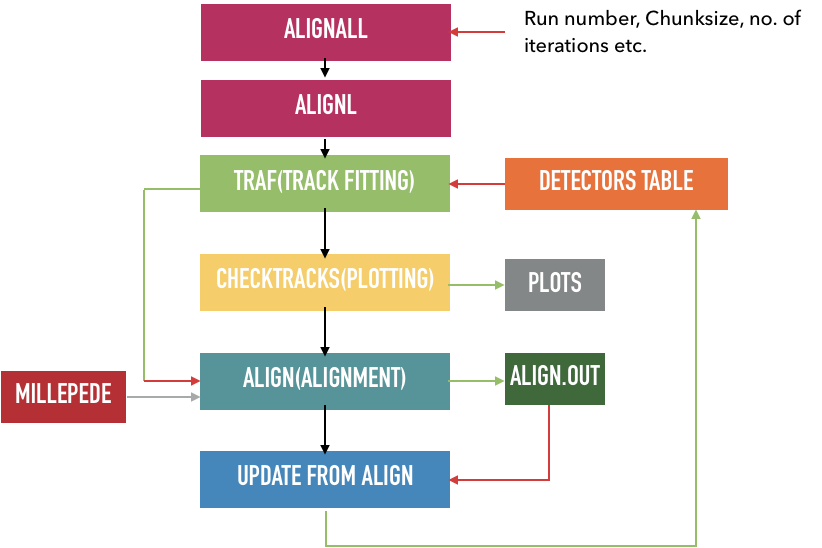 ALIGNALL
Run number, Chunksize, no. of
iterations etc.
ALIGNL
TRAF(TRACK FITTING)
DETECTORS TABLE
CHECKTRACKS(PLOTTING)
PLOTS
ALIGN(ALIGNMENT)
ALIGN.OUT
MILLEPEDE
UPDATE FROM ALIGN